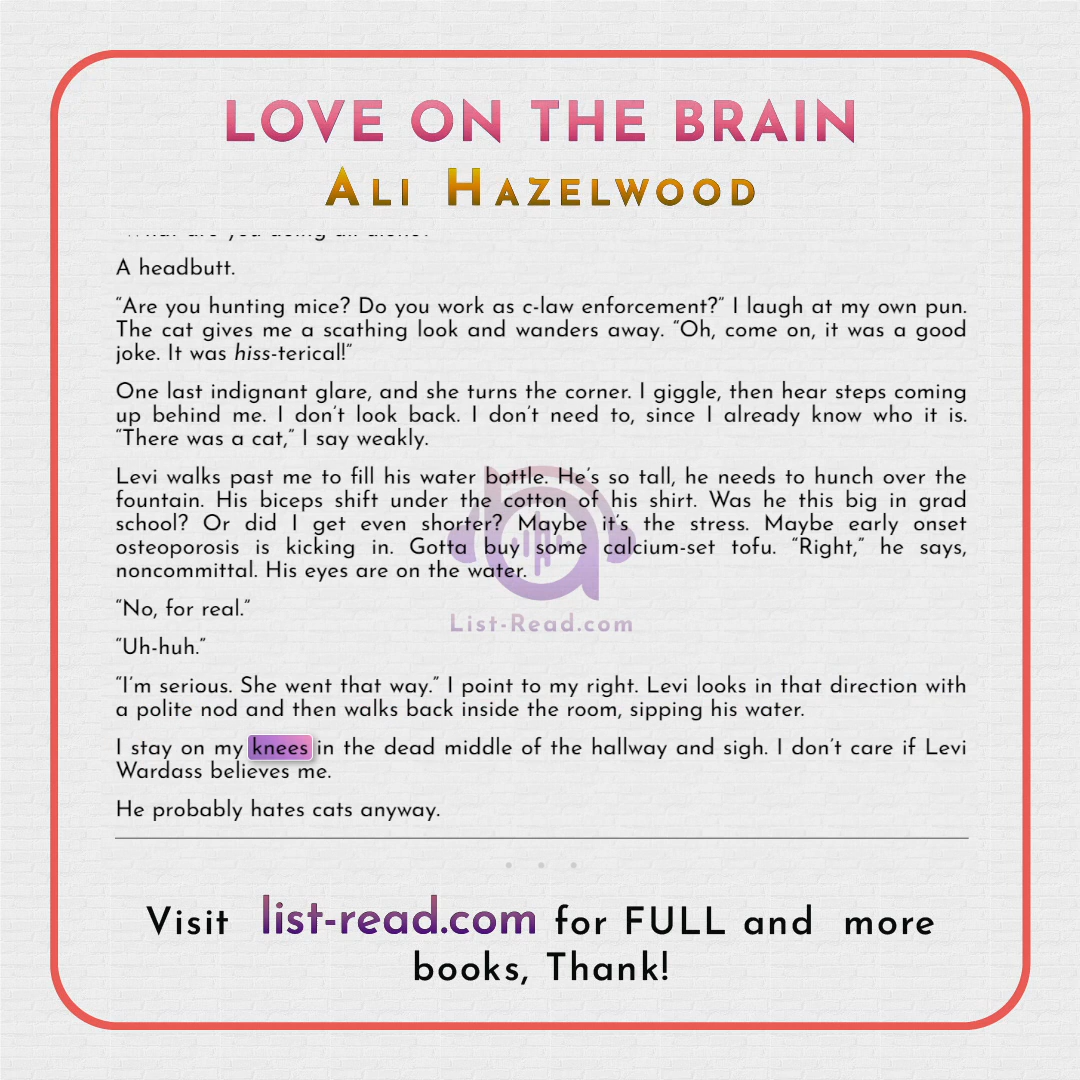 LOVE ON THE BRAIN
ALI HAZELWOOD
A headbutt.
“Are you hunting mice? Do you work as c-law enforcement?” I laugh at my own pun.
The cat gives me a scathing look and wanders away. “Oh, come on, it was a good
joke. It was hiss-terical!”
One last indignant glare, and she turns the corner. I giggle, then hear steps coming
up behind me. I don’t look back. I don’t need to, since I already know who it is.
“There was a cat,” I say weakly.
Levi walks past me to fill his water bottle. He’s so tall, he needs to hunch over the
fountain. His biceps shift under the cotton of his shirt. Was he this big in grad
school? Or did I get even shorter? Maybe it’s the stress. Maybe early onset
osteoporosis is kicking in. Gotta buy some calcium-set tofu. “Right,” he says,
noncommittal. His eyes are on the water.
“No, for real.”
List-Read.com
“Uh-huh.”
“I’m serious. She went that way.” I point to my right. Levi looks in that direction with
a polite nod and then walks back inside the room, sipping his water.
I stay on my knees in the dead middle of the hallway and sigh. I don’t care if Levi
Wardass believes me.
He probably hates cats anyway.
Visit list-read.com for FULL and more
books, Thank!